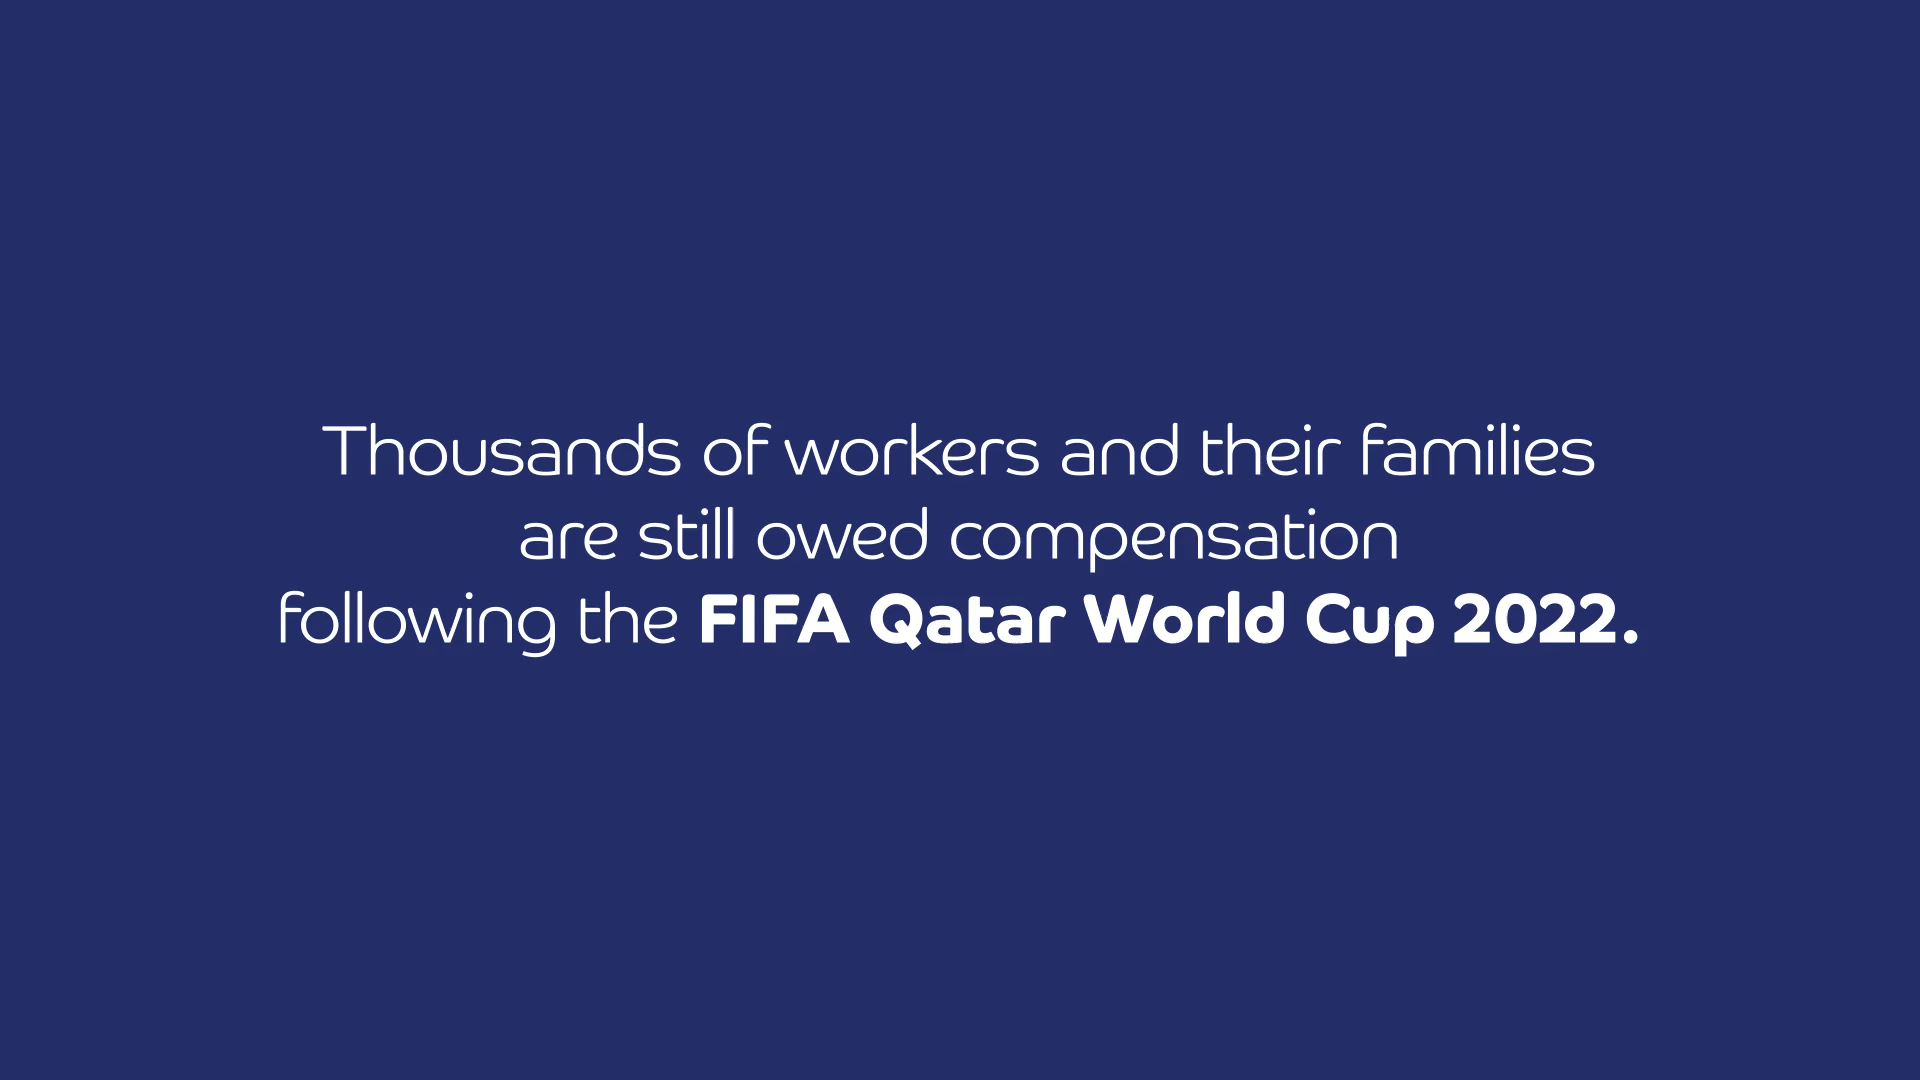 Thousands of workers and their families
are still owed compensation
following the FIFA Qatar World Cup 2022.